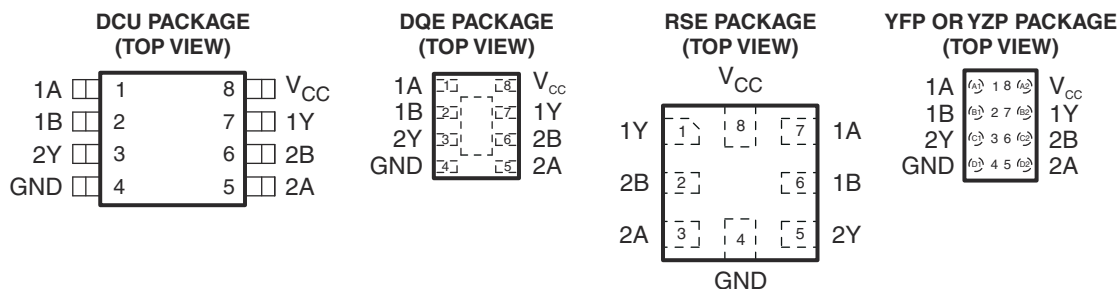 DCU PACKAGE
(TOP VIEW)
1A 1 8 VCC
1B 2 7 1Y
2Y 3 6 2B
GND 4 5 2A
DQE PACKAGE
(TOP VIEW)
1A 1 8 VCC
1B 2 7 1Y
2Y 3 6 2B
GND 4 5 2A
RSE PACKAGE
(TOP VIEW)
VCC
1Y 1 8 7 1A
2B 2 6 1B
2A 3 4 5 2Y
GND
YFP OR YZP PACKAGE
(TOP VIEW)
1A A1 1 8 A2 VCC
1B B1 2 7 B2 1Y
2Y C1 3 6 C2 2B
GND D1 4 5 D2 2A